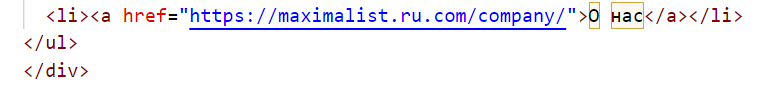 <li><a href="https://maximalist.ru.com/company/">О нас</a></li>
</ul>
</div>